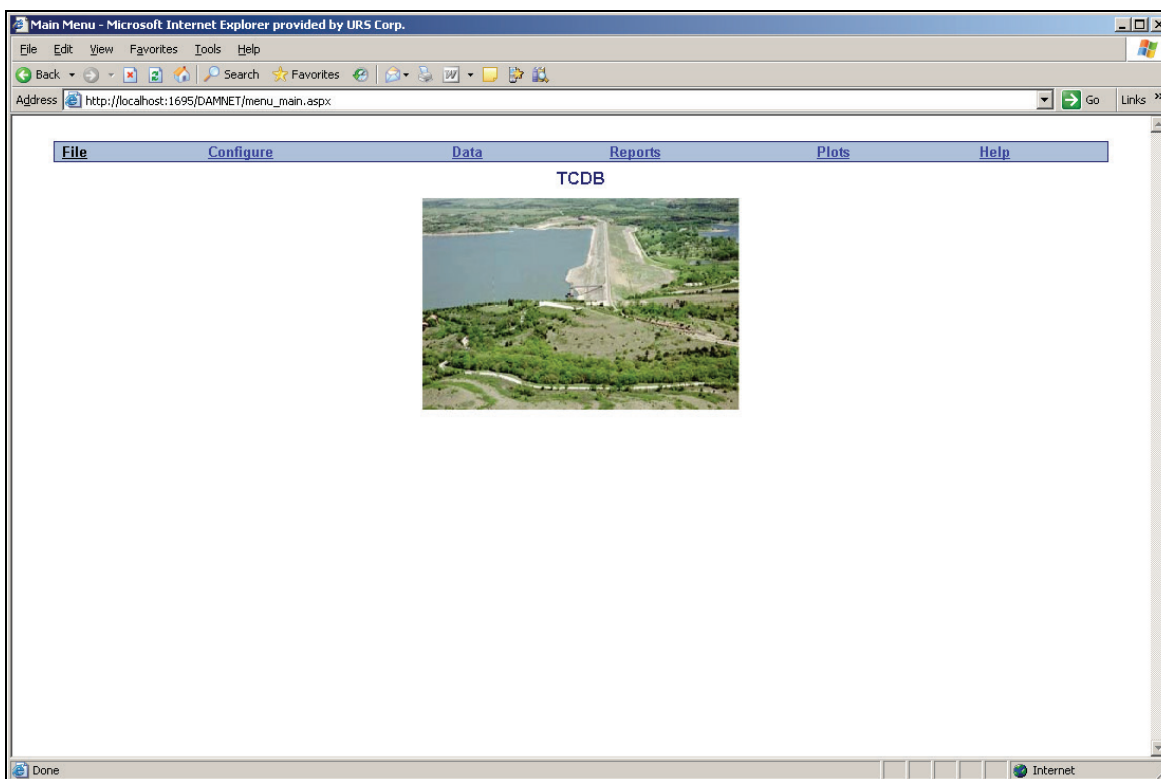 Main Menu - Microsoft Internet Explorer provided by URS Corp.
File Edit View Favorites Tools Help
Back Search Favorites
Address http://localhost:1695/DAMNET/menu_main.aspx Go Links »
File Configure Data Reports Plots Help
TCDB
Done Internet